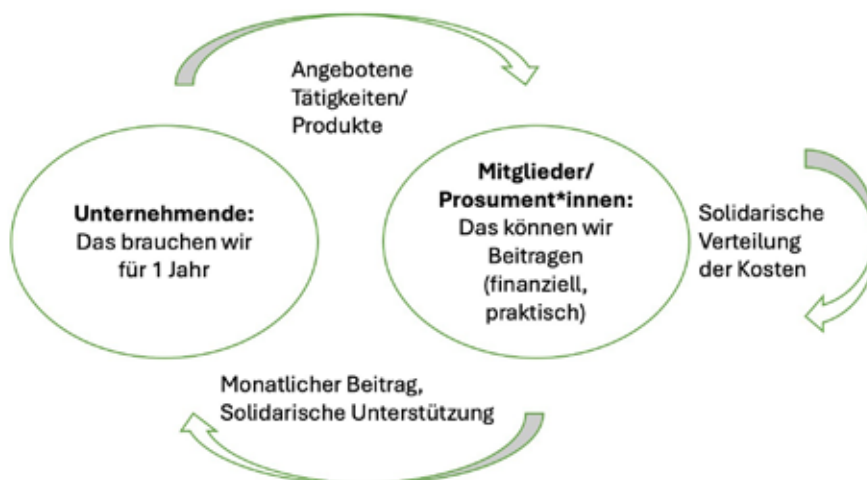 Angebotene
Tätigkeiten/
Produkte
Unternehmende:
Das brauchen wir
für 1 Jahr
Mitglieder/
Prosument*innen:
Das können wir
Beitragen
(finanziell,
praktisch)
Solidarische
Verteilung
der Kosten
Monatlicher Beitrag,
Solidarische Unterstützung